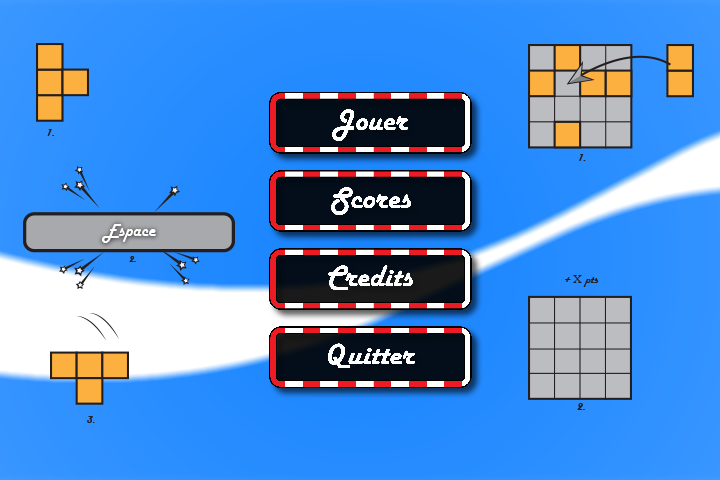 1.
Espace
2.
3.
Jouer
Scores
Credits
Quitter
1.
+X pts
2.